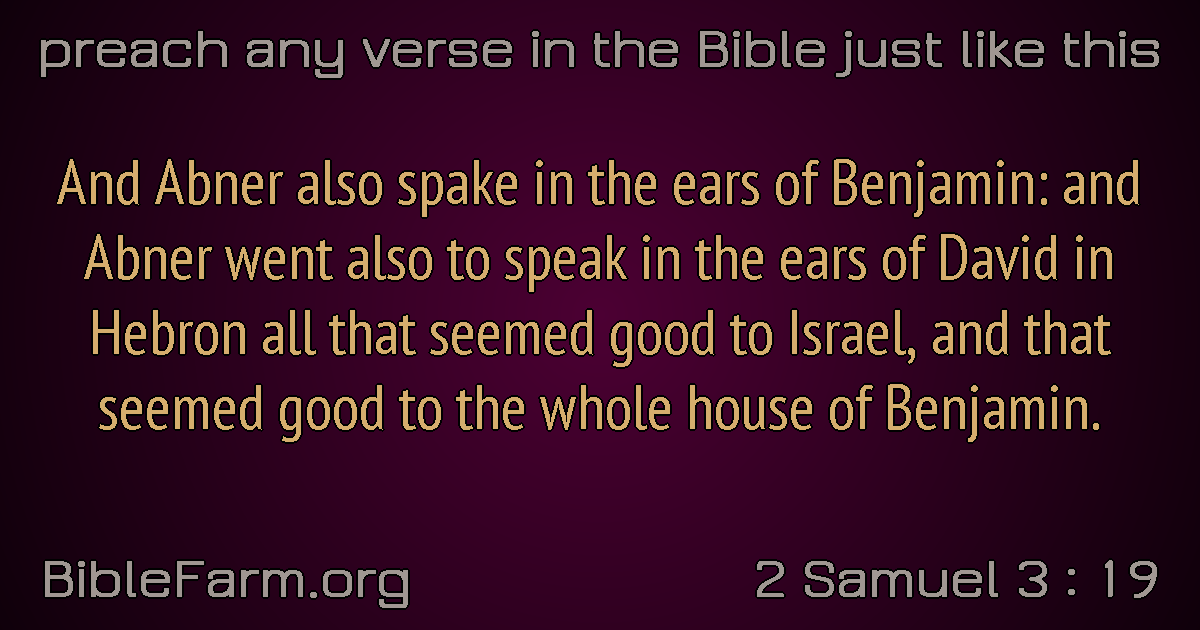 preach any verse in the Bible just like this
And Abner also spake in the ears of Benjamin: and
Abner went also to speak in the ears of David in
Hebron all that seemed good to Israel, and that
seemed good to the whole house of Benjamin.
BibleFarm.org
2 Samuel 3 : 19